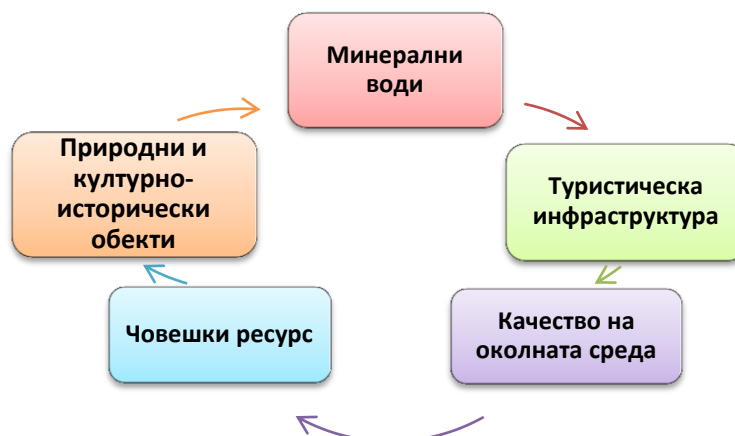 Минерални
води
Природни и
културно-
исторически
обекти
Туристическа
инфраструктура
Човешки ресурс
Качество на
околната среда